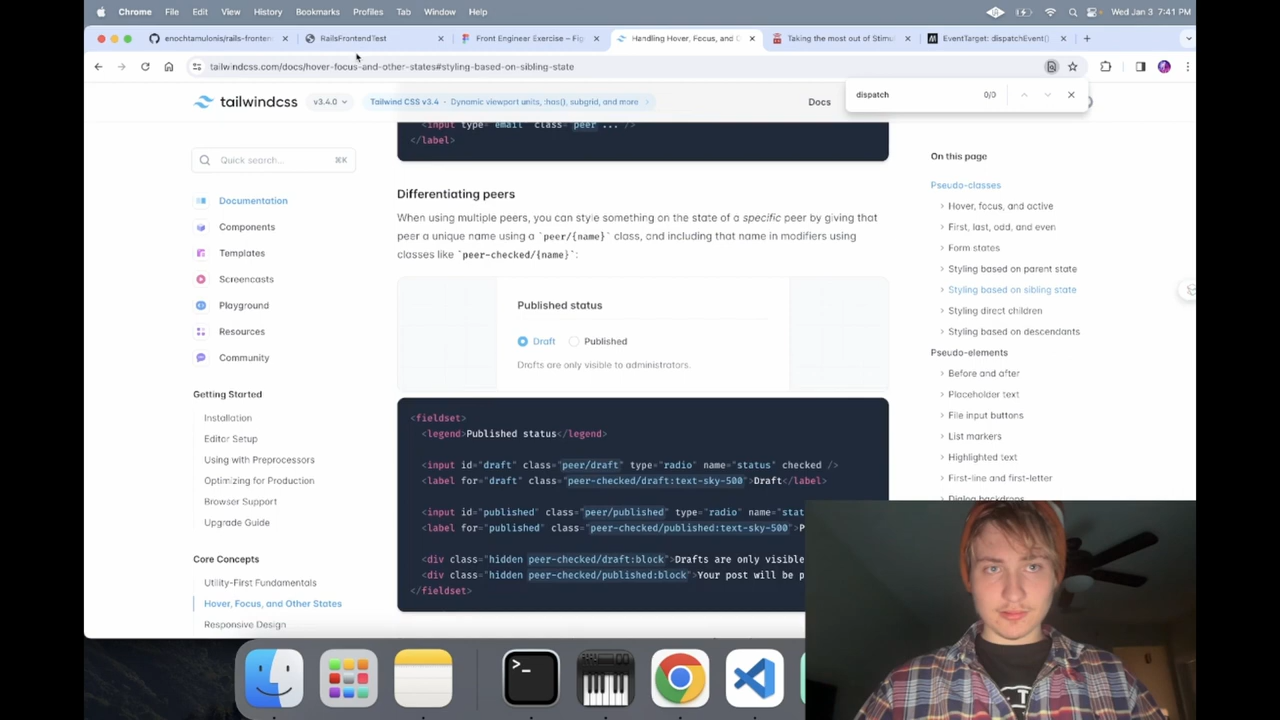 Chrome File Edit View History Bookmarks Profiles Tab Window Help Wed Jan 3 7:41 PM
enochtamulonis/rails-fronten RailsFrontendTest Front Engineer Exercise – Fig Handling Hover, Focus, and O Taking the most out of Stimul EventTarget: dispatchEvent()
tailwindcss.com/docs/hover-focus-and-other-states#styling-based-on-sibling-state
tailwindcss v3.4.0 Tailwind CSS v3.4 Dynamic viewport units, :has(), subgrid, and more Docs
dispatch 0/0
Quick search... ⌘K
Documentation
Components
Templates
Screencasts
Playground
Resources
Community
Getting Started
Installation
Editor Setup
Using with Preprocessors
Optimizing for Production
Browser Support
Upgrade Guide
Core Concepts
Utility-First Fundamentals
Hover, Focus, and Other States
Responsive Design
<input type="email" class="peer ..." />
</label>
Differentiating peers
When using multiple peers, you can style something on the state of a specific peer by giving that
peer a unique name using a `peer/{name}` class, and including that name in modifiers using
classes like `peer-checked/{name}`:
Published status
Draft Published
Drafts are only visible to administrators.
<fieldset>
<legend>Published status</legend>
<input id="draft" class="peer/draft" type="radio" name="status" checked />
<label for="draft" class="peer-checked/draft:text-sky-500">Draft</label>
<input id="published" class="peer/published" type="radio" name="stat
<label for="published" class="peer-checked/published:text-sky-500">P
<div class="hidden peer-checked/draft:block">Drafts are only visible
<div class="hidden peer-checked/published:block">Your post will be p
</fieldset>
On this page
Pseudo-classes
Hover, focus, and active
First, last, odd, and even
Form states
Styling based on parent state
Styling based on sibling state
Styling direct children
Styling based on descendants
Pseudo-elements
Before and after
Placeholder text
File input buttons
List markers
Highlighted text
First-line and first-letter
Dialog backdrops